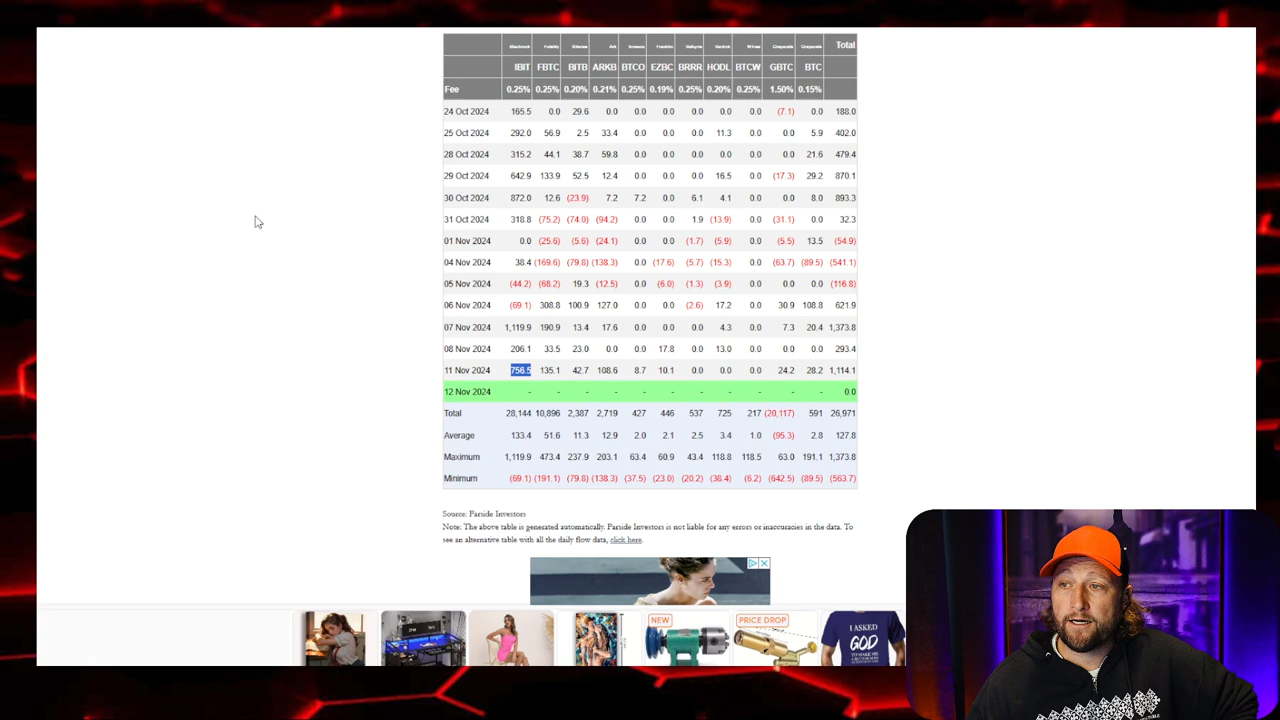 Blackrock Fidelity Bitwise Ark Invesco Franklin Valkyrie VanEck WTree Grayscale Grayscale Total
IBIT FBTC BITB ARKB BTCO EZBC BRRR HODL BTCW GBTC BTC
Fee 0.25% 0.25% 0.20% 0.21% 0.25% 0.19% 0.25% 0.20% 0.25% 1.50% 0.15%
24 Oct 2024 165.5 0.0 29.6 0.0 0.0 0.0 0.0 0.0 0.0 (7.1) 0.0 188.0
25 Oct 2024 292.0 56.9 2.5 33.4 0.0 0.0 0.0 11.3 0.0 0.0 5.9 402.0
28 Oct 2024 315.2 44.1 38.7 59.8 0.0 0.0 0.0 0.0 0.0 0.0 21.6 479.4
29 Oct 2024 642.9 133.9 52.5 12.4 0.0 0.0 0.0 16.5 0.0 (17.3) 29.2 870.1
30 Oct 2024 872.0 12.6 (23.9) 7.2 7.2 0.0 6.1 4.1 0.0 0.0 8.0 893.3
31 Oct 2024 318.8 (75.2) (74.0) (94.2) 0.0 0.0 1.9 (13.9) 0.0 (31.1) 0.0 32.3
01 Nov 2024 0.0 (25.6) (5.6) (24.1) 0.0 0.0 (1.7) (5.9) 0.0 (5.5) 13.5 (54.9)
04 Nov 2024 38.4 (169.6) (79.8) (138.3) 0.0 (17.6) (5.7) (15.3) 0.0 (63.7) (89.5) (541.1)
05 Nov 2024 (44.2) (68.2) 19.3 (12.5) 0.0 (6.0) (1.3) (3.9) 0.0 0.0 0.0 (116.8)
06 Nov 2024 (69.1) 308.8 100.9 127.0 0.0 0.0 (2.6) 17.2 0.0 30.9 108.8 621.9
07 Nov 2024 1,119.9 190.9 13.4 17.6 0.0 0.0 0.0 4.3 0.0 7.3 20.4 1,373.8
08 Nov 2024 206.1 33.5 23.0 0.0 0.0 17.8 0.0 13.0 0.0 0.0 0.0 293.4
11 Nov 2024 756.5 135.1 42.7 108.6 8.7 10.1 0.0 0.0 0.0 24.2 28.2 1,114.1
12 Nov 2024 - - - - - - - - - - - 0.0
Total 28,144 10,896 2,387 2,719 427 446 537 725 217 (20,117) 591 26,971
Average 133.4 51.6 11.3 12.9 2.0 2.1 2.5 3.4 1.0 (95.3) 2.8 127.8
Maximum 1,119.9 473.4 237.9 203.1 63.4 60.9 43.4 118.8 118.5 63.0 191.1 1,373.8
Minimum (69.1) (191.1) (79.8) (138.3) (37.5) (23.0) (20.2) (38.4) (6.2) (642.5) (89.5) (563.7)
Source: Farside Investors
Note: The above table is generated automatically. Farside Investors is not liable for any errors or inaccuracies in the data. To
see an alternative table with all the daily flow data, click here.
NEW
PRICE DROP
I ASKED
GOD
TO MAKE ME